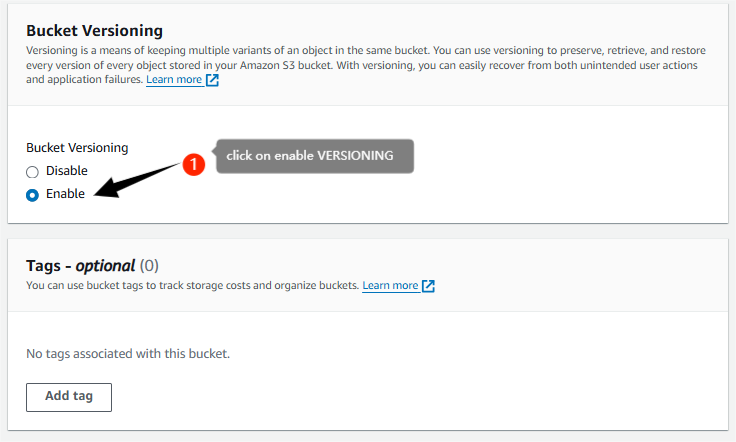 Bucket Versioning
Versioning is a means of keeping multiple variants of an object in the same bucket. You can use versioning to preserve, retrieve, and restore
every version of every object stored in your Amazon S3 bucket. With versioning, you can easily recover from both unintended user actions
and application failures. Learn more
Bucket Versioning
1 click on enable VERSIONING
Disable
Enable
Tags - optional (0)
You can use bucket tags to track storage costs and organize buckets. Learn more
No tags associated with this bucket.
Add tag